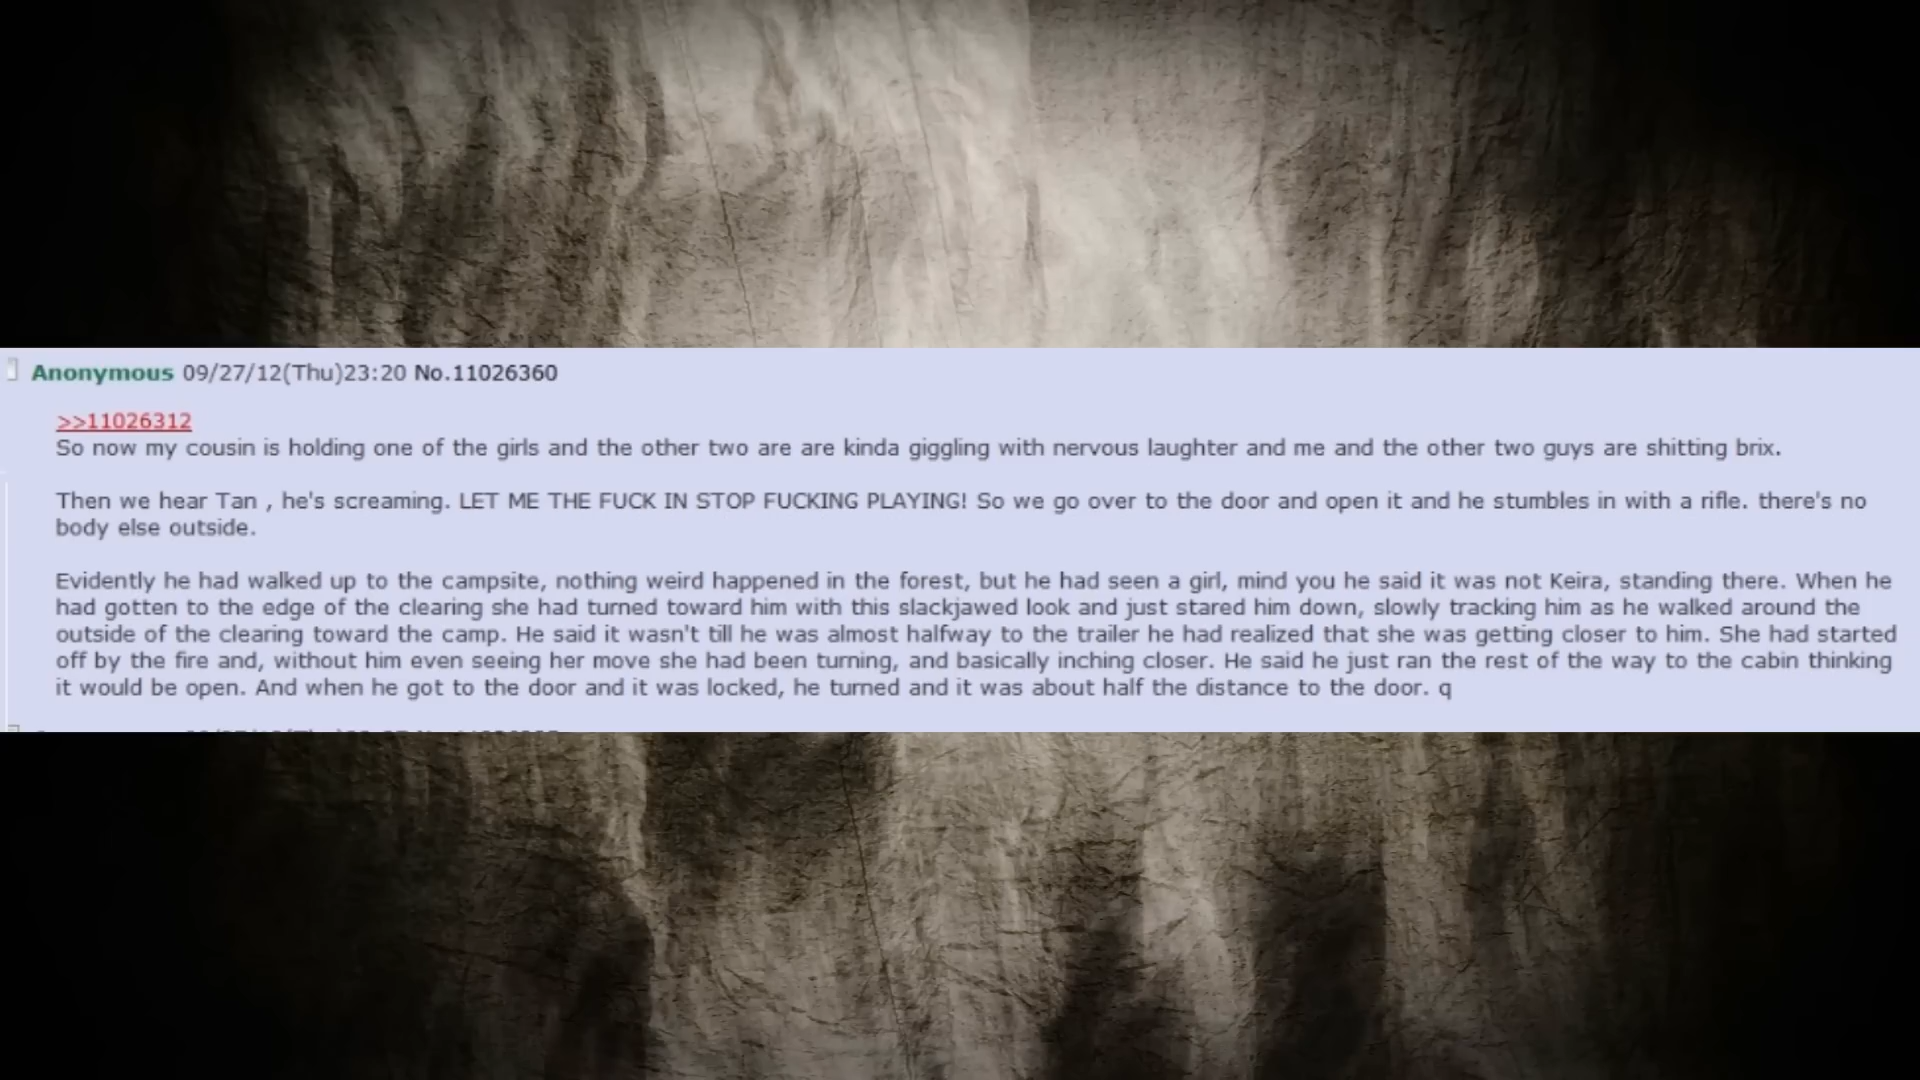 Anonymous 09/27/12(Thu)23:20 No.11026360
>>11026312
So now my cousin is holding one of the girls and the other two are are kinda giggling with nervous laughter and me and the other two guys are shitting brix.
Then we hear Tan , he's screaming. LET ME THE FUCK IN STOP FUCKING PLAYING! So we go over to the door and open it and he stumbles in with a rifle. there's no
body else outside.
Evidently he had walked up to the campsite, nothing weird happened in the forest, but he had seen a girl, mind you he said it was not Keira, standing there. When he
had gotten to the edge of the clearing she had turned toward him with this slackjawed look and just stared him down, slowly tracking him as he walked around the
outside of the clearing toward the camp. He said it wasn't till he was almost halfway to the trailer he had realized that she was getting closer to him. She had started
off by the fire and, without him even seeing her move she had been turning, and basically inching closer. He said he just ran the rest of the way to the cabin thinking
it would be open. And when he got to the door and it was locked, he turned and it was about half the distance to the door. q